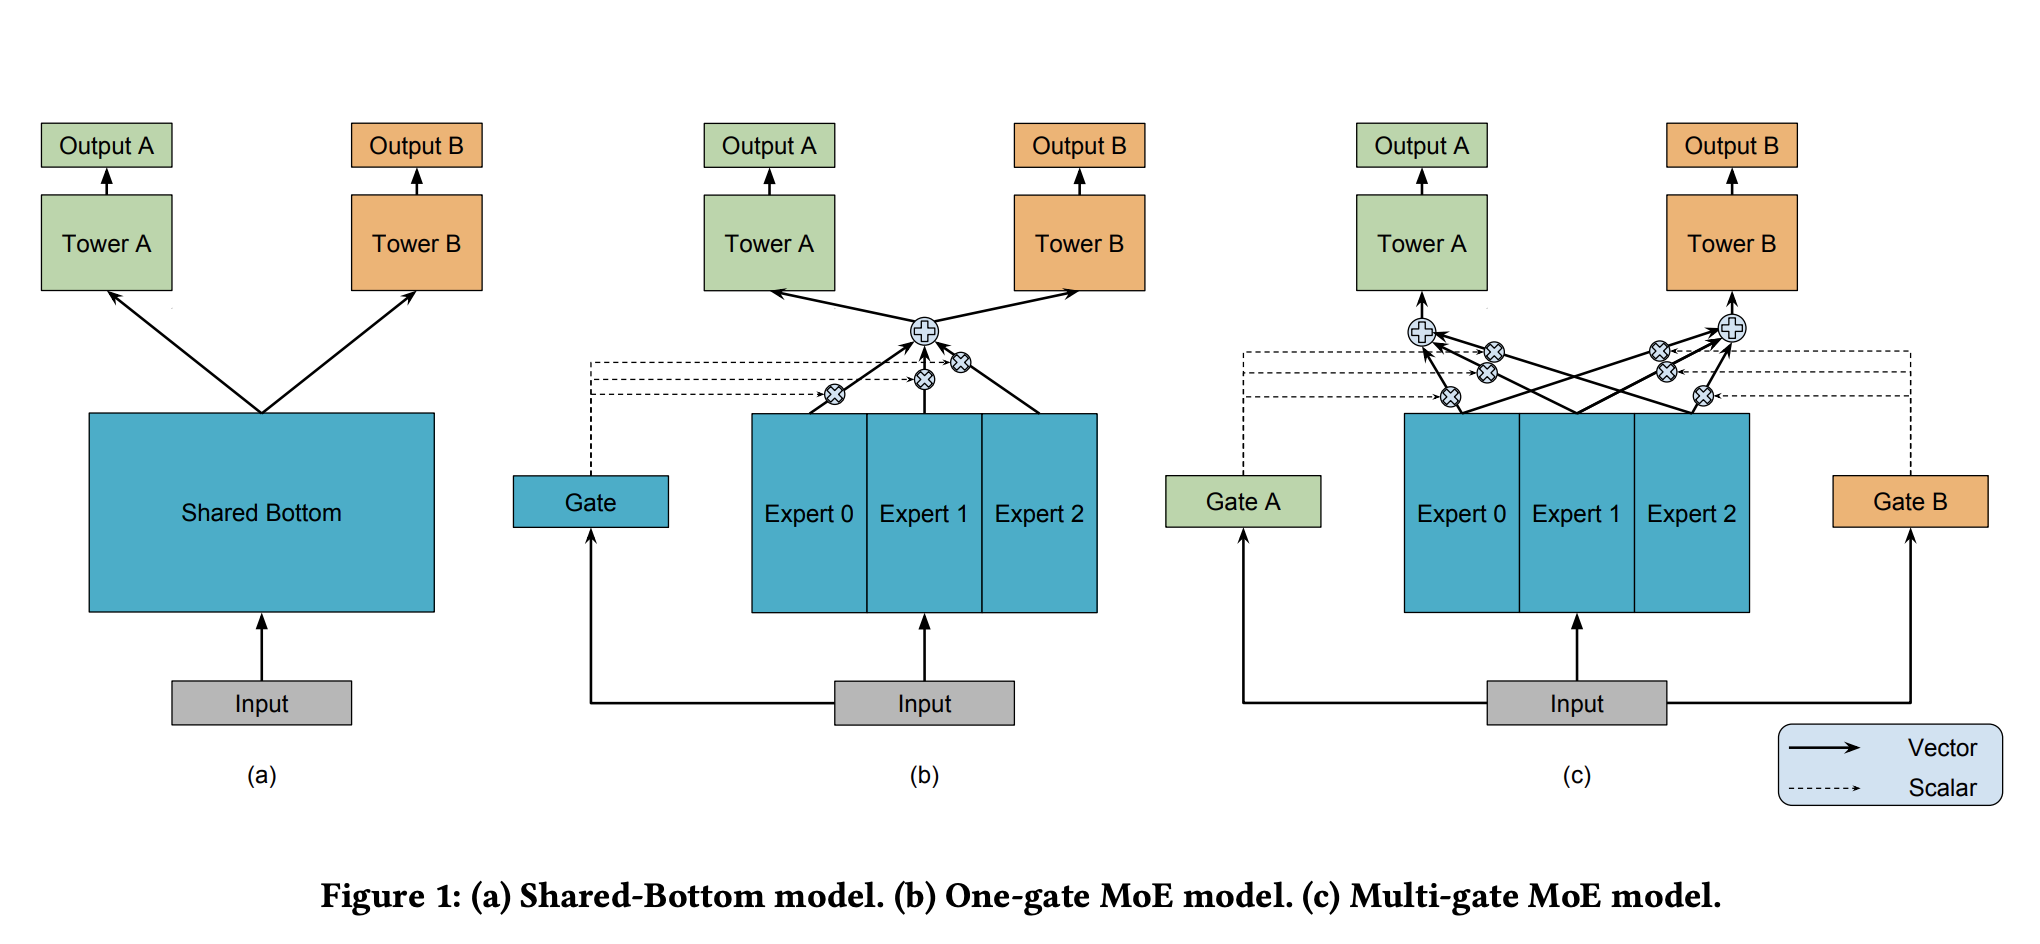 Output A
Output B
Tower A
Tower B
Shared Bottom
Input
(a)
Output A
Output B
Tower A
Tower B
Gate
Expert 0
Expert 1
Expert 2
Input
(b)
Output A
Output B
Tower A
Tower B
Gate A
Expert 0
Expert 1
Expert 2
Gate B
Input
(c)
Vector
Scalar
Figure 1: (a) Shared-Bottom model. (b) One-gate MoE model. (c) Multi-gate MoE model.